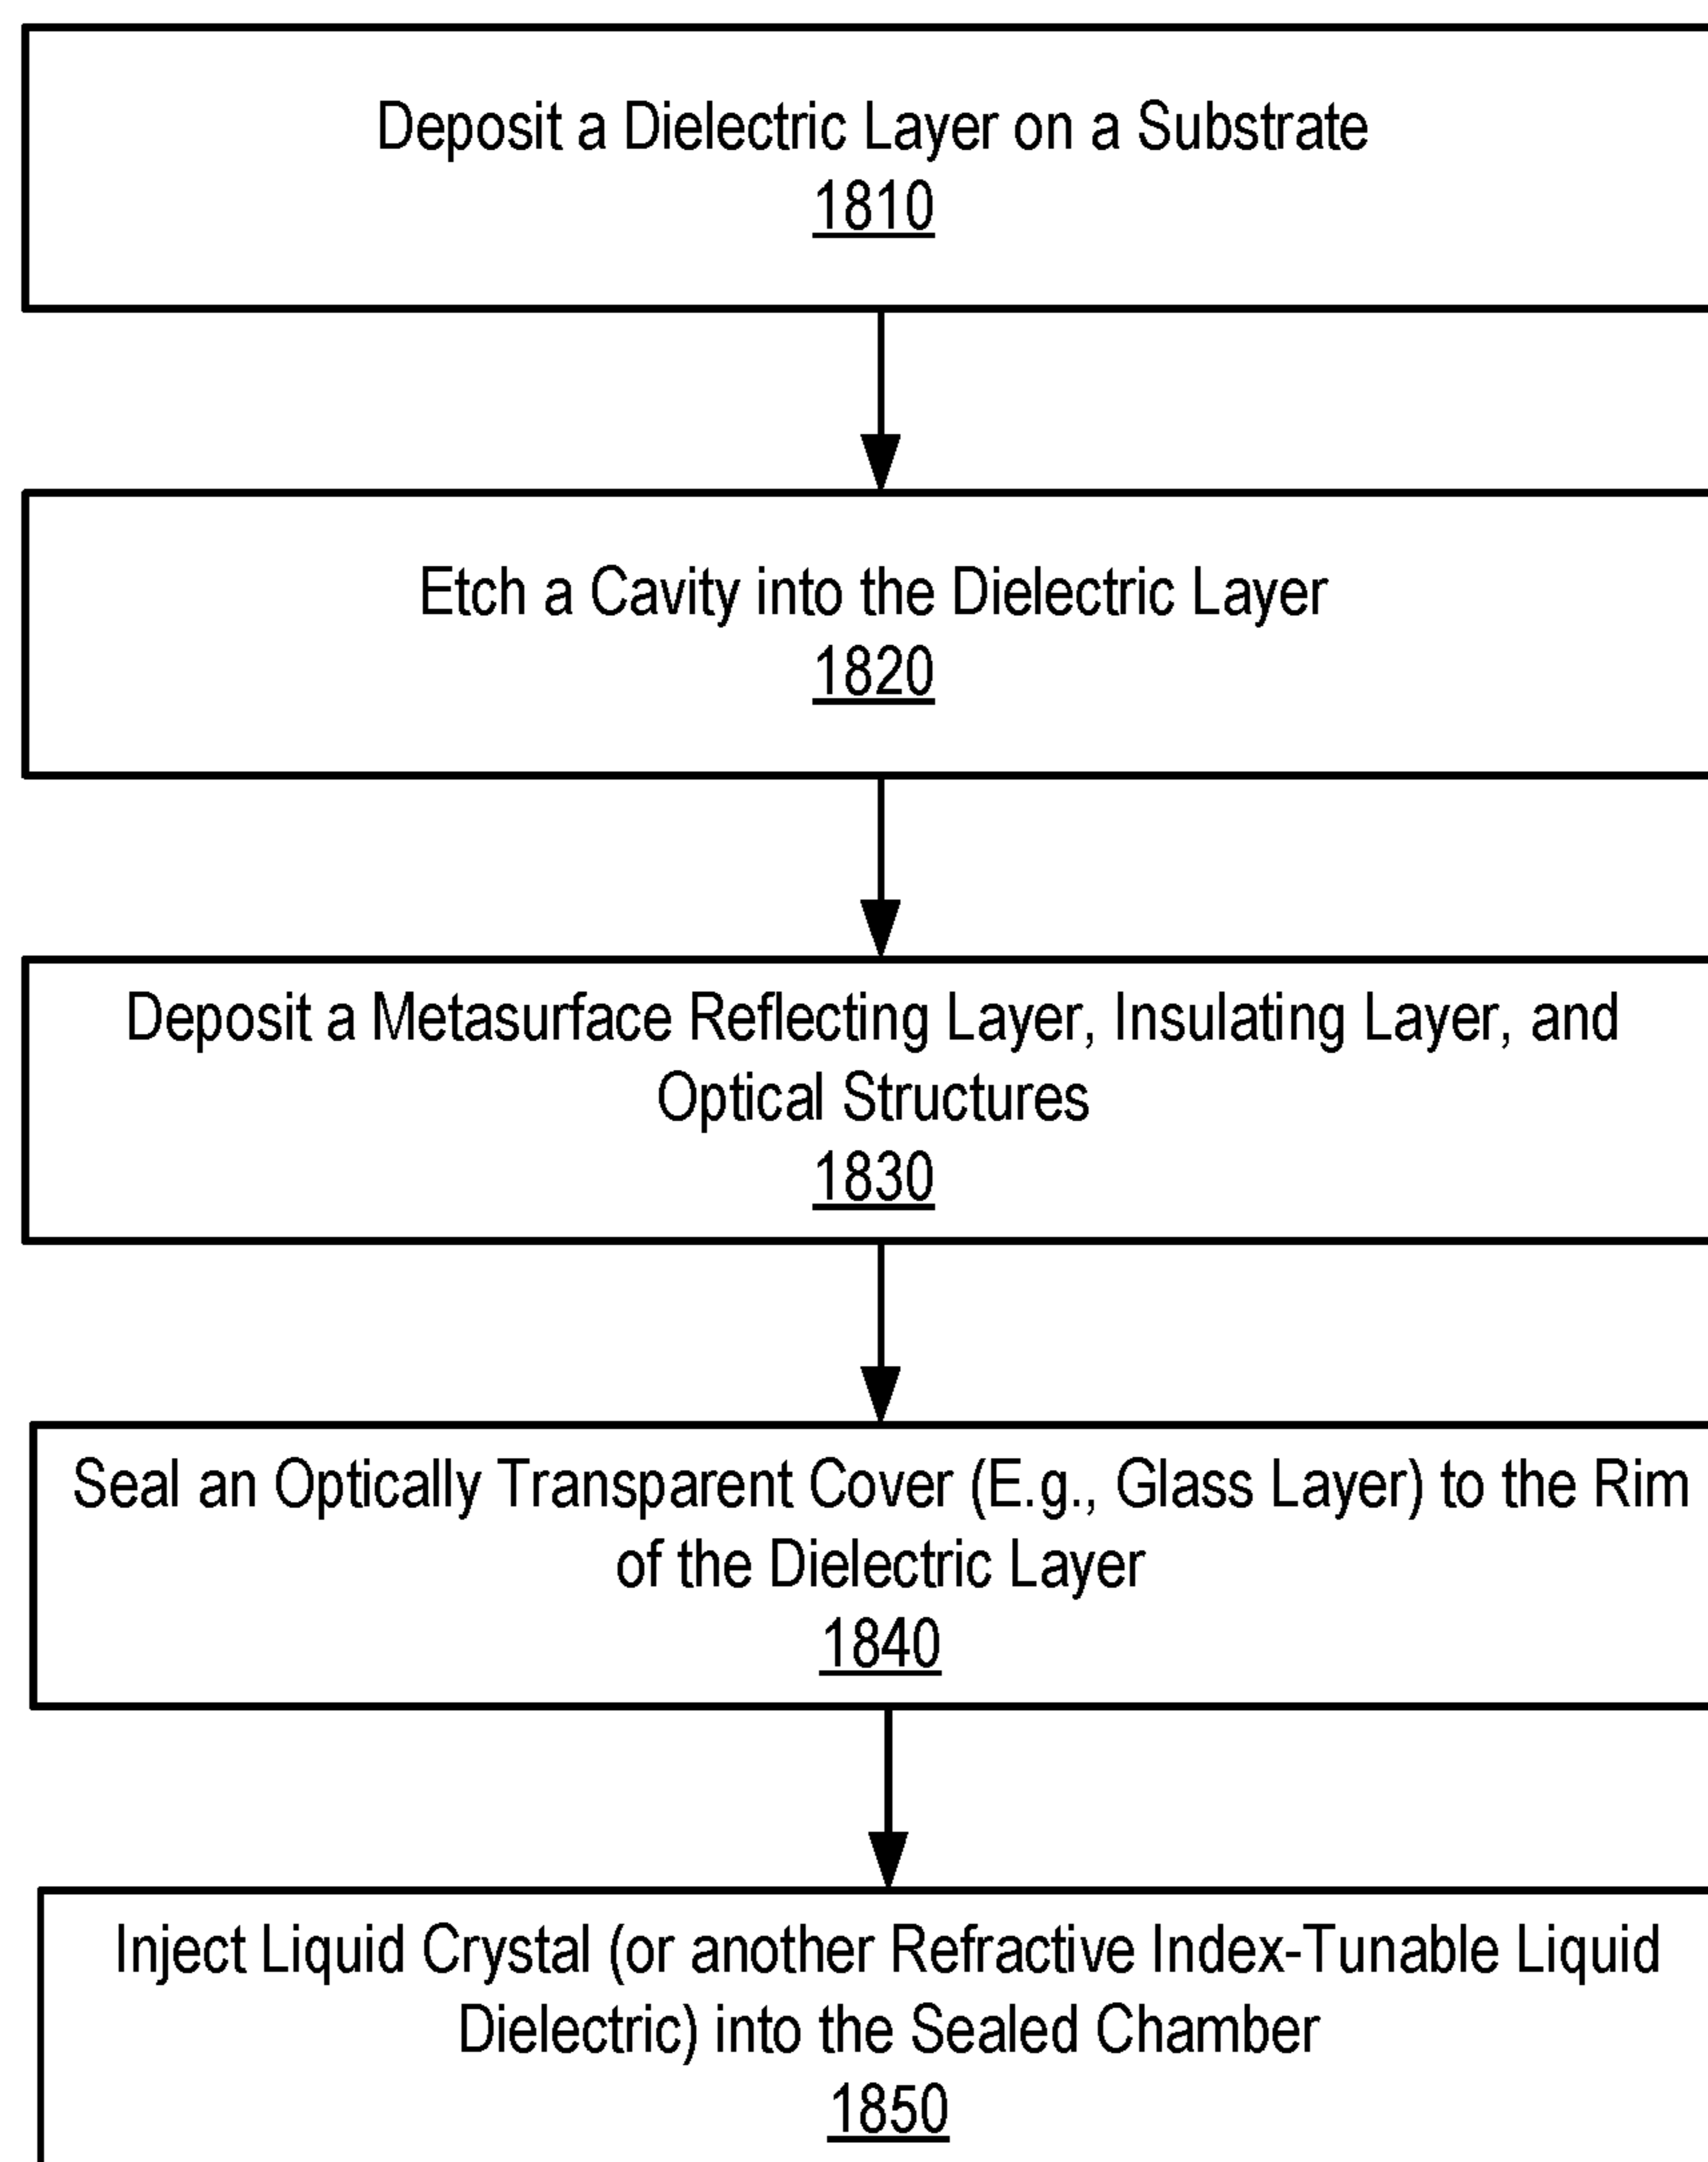 Deposit a Dielectric Layer on a Substrate
1810
Etch a Cavity into the Dielectric Layer
1820
Deposit a Metasurface Reflecting Layer, Insulating Layer, and
Optical Structures
1830
Seal an Optically Transparent Cover (E.g., Glass Layer) to the Rim
of the Dielectric Layer
1840
Inject Liquid Crystal (or another Refractive Index-Tunable Liquid
Dielectric) into the Sealed Chamber
1850